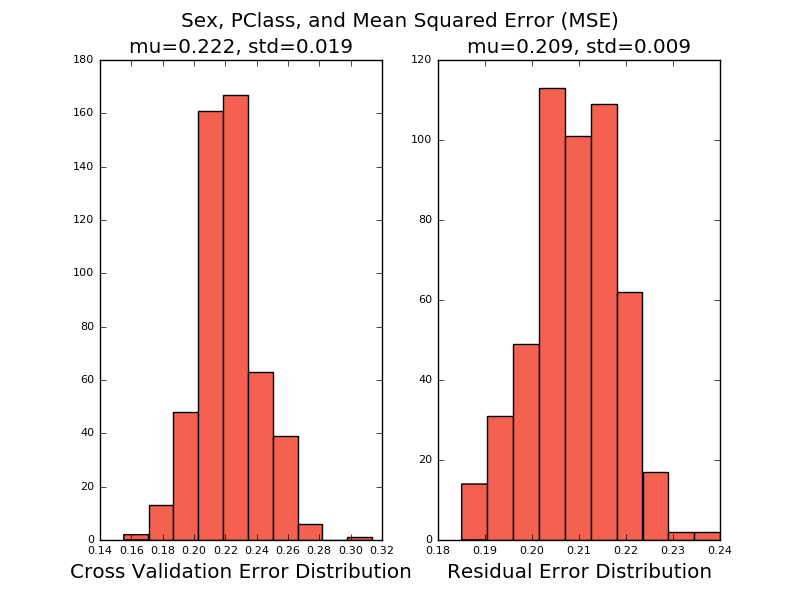 Sex, PClass, and Mean Squared Error (MSE)
mu=0.222, std=0.019
180
160
140
120
100
80
60
40
20
0
0.14 0.16 0.18 0.20 0.22 0.24 0.26 0.28 0.30 0.32
Cross Validation Error Distribution
mu=0.209, std=0.009
120
100
80
60
40
20
0
0.18 0.19 0.20 0.21 0.22 0.23 0.24
Residual Error Distribution